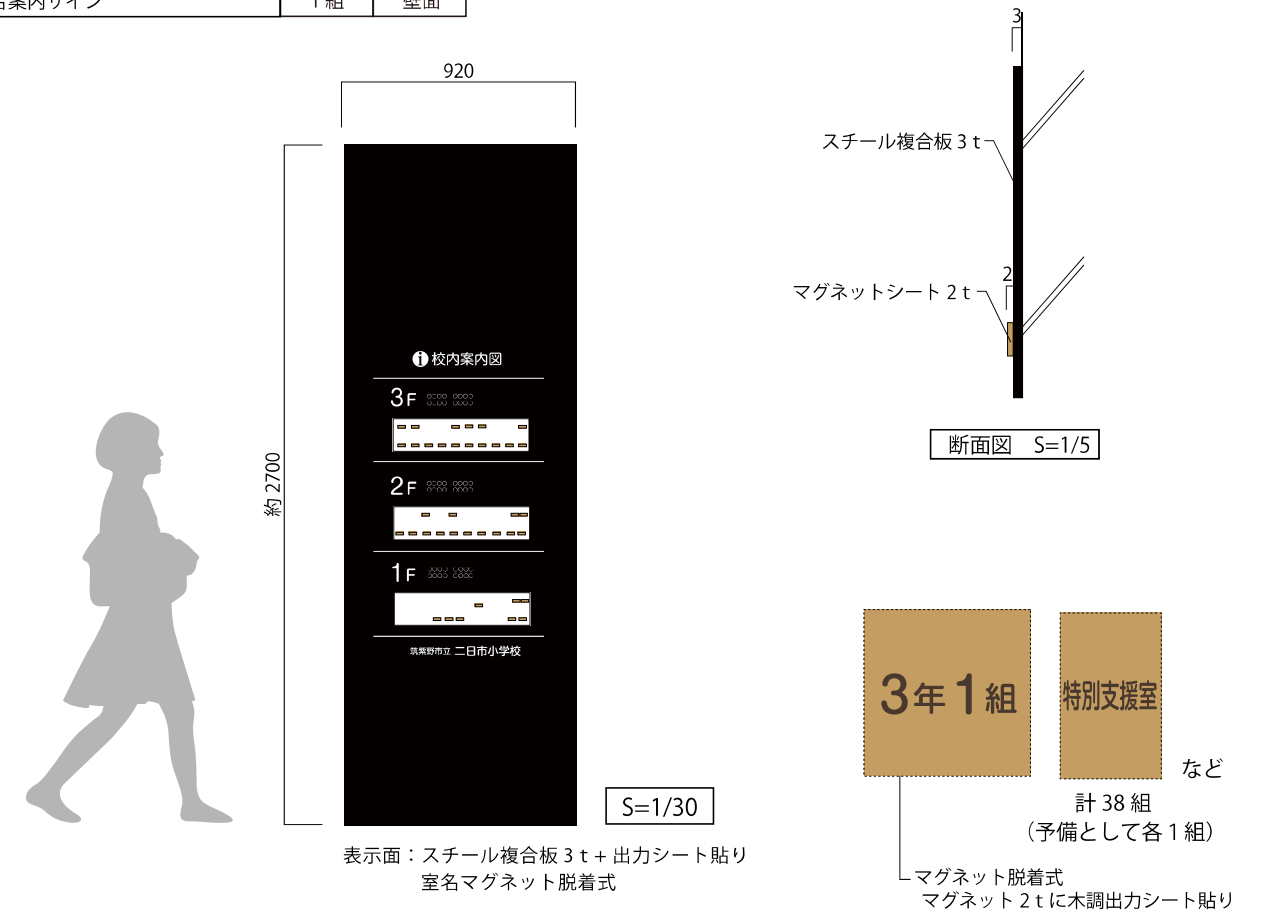 案内サイン
1組
壁面
920
約2700
校内案内図
3F
2F
1F
筑紫野市立 二日市小学校
S=1/30
表示面：スチール複合板3t+出力シート貼り
室名マグネット脱着式
3
スチール複合板3t
2
マグネットシート2t
断面図 S=1/5
3年1組
特別支援室
など
計38組
（予備として各1組）
マグネット脱着式
マグネット2tに木調出力シート貼り